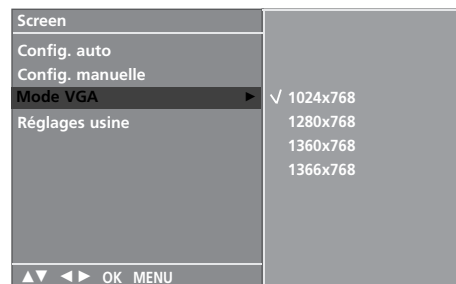 Screen
Config. auto
Config. manuelle
Mode VGA ►
Réglages usine
√ 1024x768
1280x768
1360x768
1366x768
▲▼ ◄► OK MENU